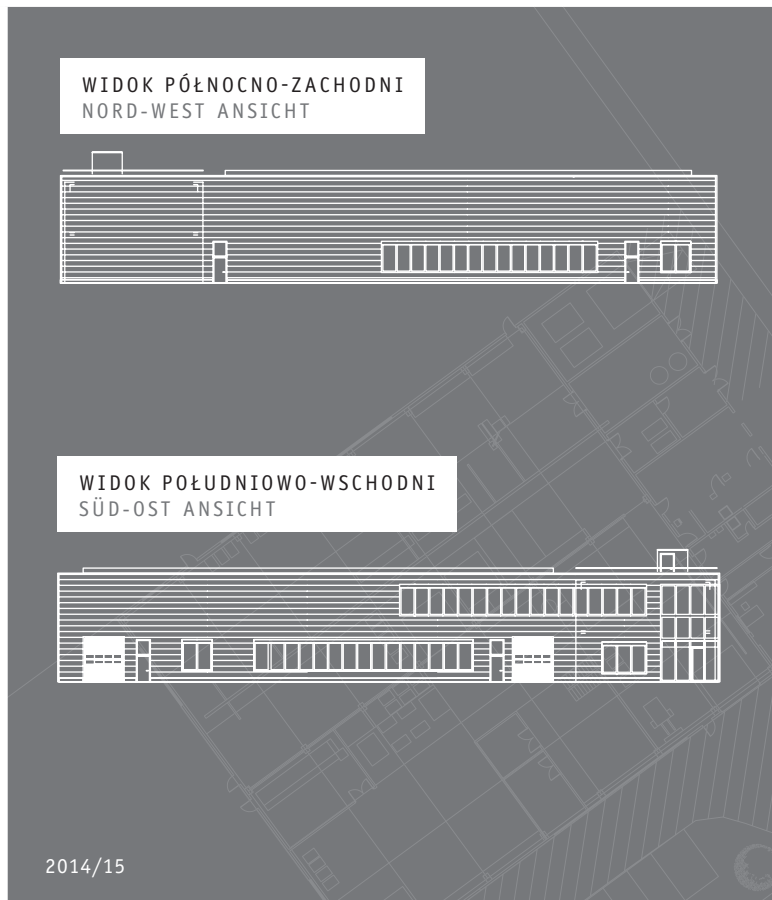 WIDOK PÓŁNOCNO-ZACHODNI
NORD-WEST ANSICHT
WIDOK POŁUDNIOWO-WSCHODNI
SÜD-OST ANSICHT
2014/15